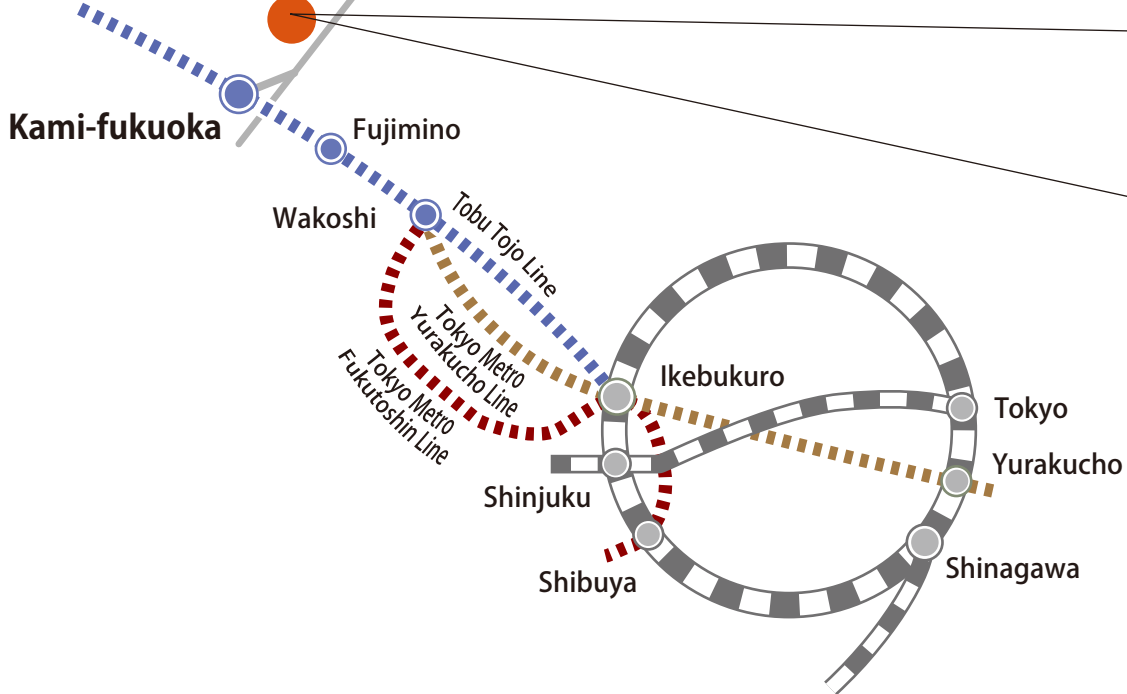 Kami-fukuoka
Fujimino
Wakoshi
Tobu Tojo Line
Tokyo Metro
Yurakucho Line
Tokyo Metro
Fukutoshin Line
Ikebukuro
Tokyo
Yurakucho
Shinjuku
Shibuya
Shinagawa